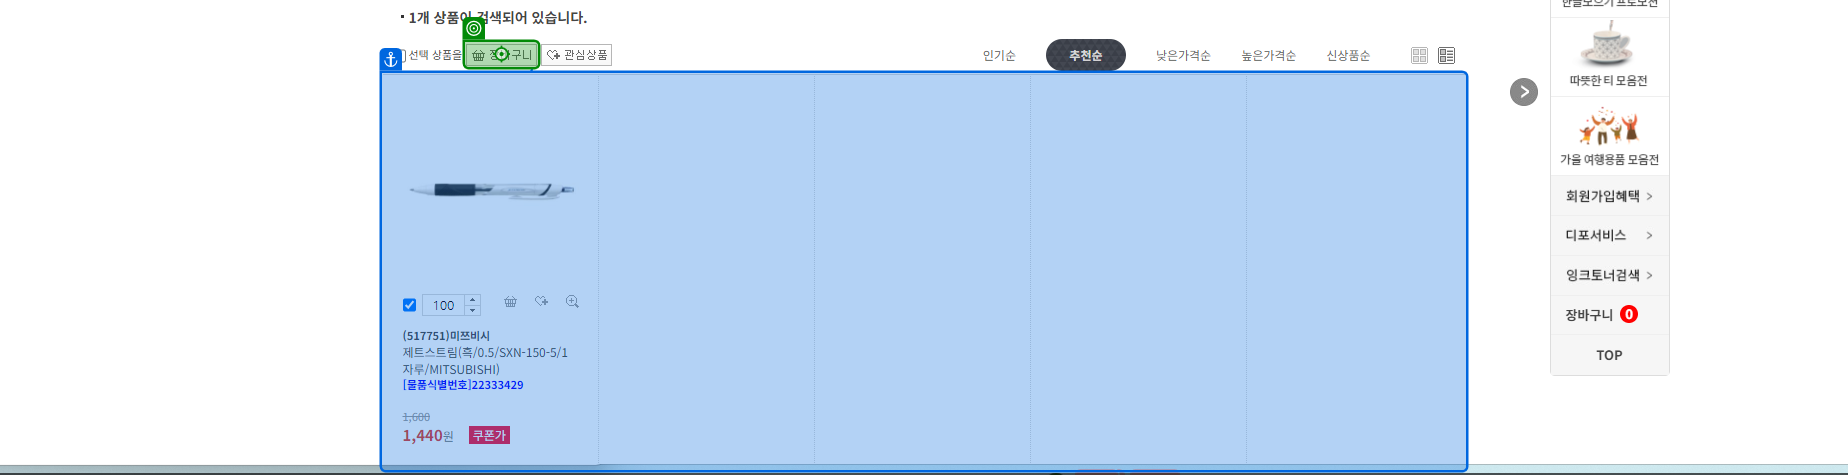 1개 상품이 검색되어 있습니다.
선택 상품을
구니
관심상품
인기순
추천순
낮은가격순
높은가격순
신상품순
100
(517751)미쯔비시
제트스트림(흑/0.5/SXN-150-5/1
자루/MITSUBISHI)
[물품식별번호]22333429
1,600
1,440원
쿠폰가
따뜻한 티 모음전
가을 여행용품 모음전
회원가입혜택 >
디포서비스 >
잉크토너검색 >
장바구니 0
TOP